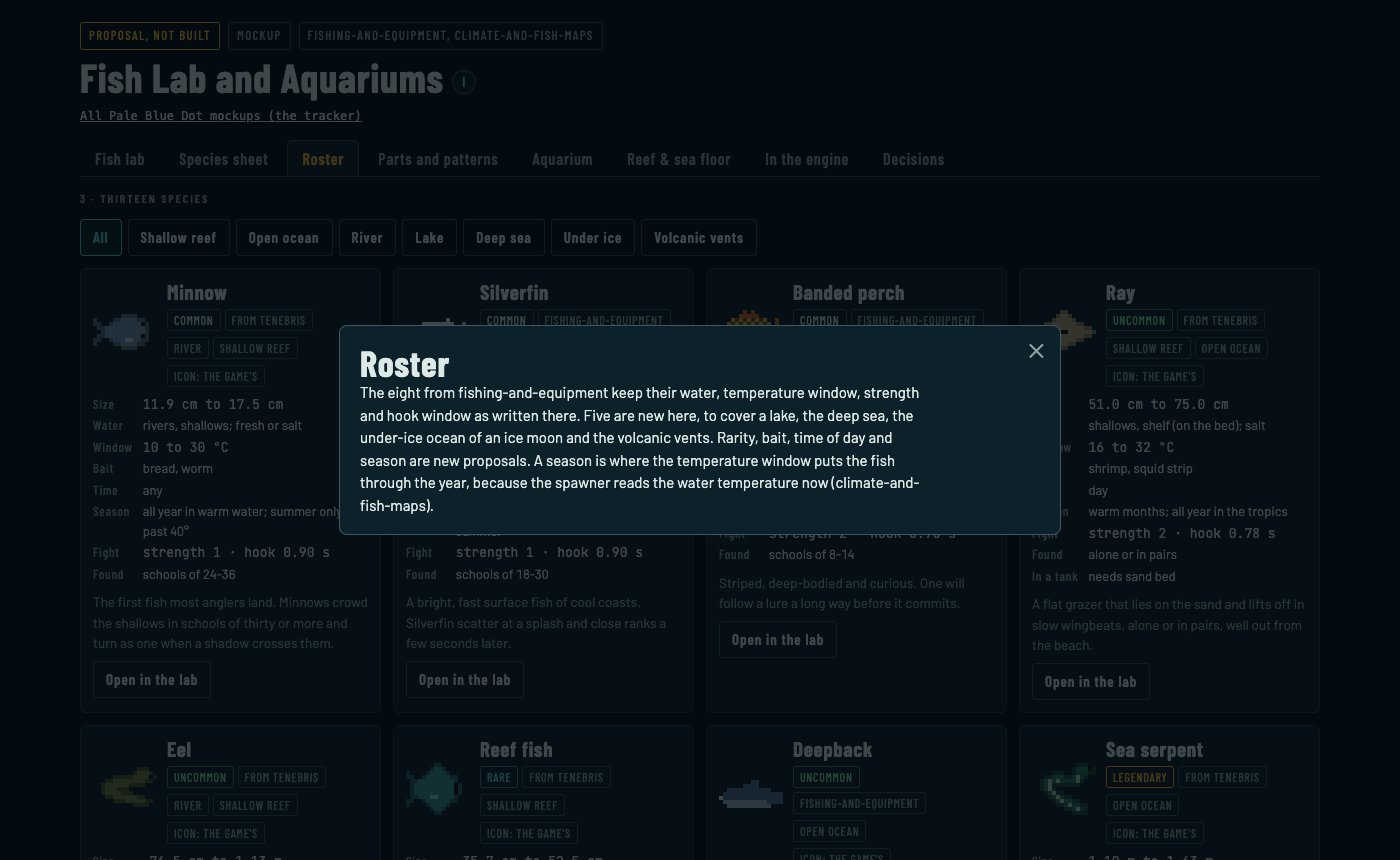 PROPOSAL, NOT BUILT MOCKUP FISHING-AND-EQUIPMENT, CLIMATE-AND-FISH-MAPS
Fish Lab and Aquariums i
All Pale Blue Dot mockups (the tracker)
Fish lab Species sheet Roster Parts and patterns Aquarium Reef & sea floor In the engine Decisions
3 · THIRTEEN SPECIES
All Shallow reef Open ocean River Lake Deep sea Under ice Volcanic vents
Minnow
COMMON FROM TENEBRIS
RIVER SHALLOW REEF
ICON: THE GAME'S
Size 11.9 cm to 17.5 cm
Water rivers, shallows; fresh or salt
Window 10 to 30 °C
Bait bread, worm
Time any
Season all year in warm water; summer only
past 40°
Fight strength 1 · hook 0.90 s
Found schools of 24-36
The first fish most anglers land. Minnows crowd
the shallows in schools of thirty or more and
turn as one when a shadow crosses them.
Open in the lab
Silverfin
COMMON FISHING-AND-EQUIPMENT
Fight strength 1 · hook 0.90 s
Found schools of 18-30
A bright, fast surface fish of cool coasts.
Silverfin scatter at a splash and close ranks a
few seconds later.
Open in the lab
Banded perch
COMMON FISHING-AND-EQUIPMENT
Found schools of 8-14
Striped, deep-bodied and curious. One will
follow a lure a long way before it commits.
Open in the lab
Ray
UNCOMMON FROM TENEBRIS
SHALLOW REEF OPEN OCEAN
ICON: THE GAME'S
51.0 cm to 75.0 cm
shallows, shelf (on the bed); salt
16 to 32 °C
shrimp, squid strip
day
warm months; all year in the tropics
strength 2 · hook 0.78 s
Found alone or in pairs
In a tank needs sand bed
A flat grazer that lies on the sand and lifts off in
slow wingbeats, alone or in pairs, well out from
the beach.
Open in the lab
Roster
The eight from fishing-and-equipment keep their water, temperature window, strength
and hook window as written there. Five are new here, to cover a lake, the deep sea, the
under-ice ocean of an ice moon and the volcanic vents. Rarity, bait, time of day and
season are new proposals. A season is where the temperature window puts the fish
through the year, because the spawner reads the water temperature now (climate-and-
fish-maps).
Eel
UNCOMMON FROM TENEBRIS
RIVER SHALLOW REEF
ICON: THE GAME'S
Reef fish
RARE FROM TENEBRIS
SHALLOW REEF
ICON: THE GAME'S
Deepback
UNCOMMON
FISHING-AND-EQUIPMENT
OPEN OCEAN
ICON: THE GAME'S
Sea serpent
LEGENDARY FROM TENEBRIS
OPEN OCEAN
ICON: THE GAME'S